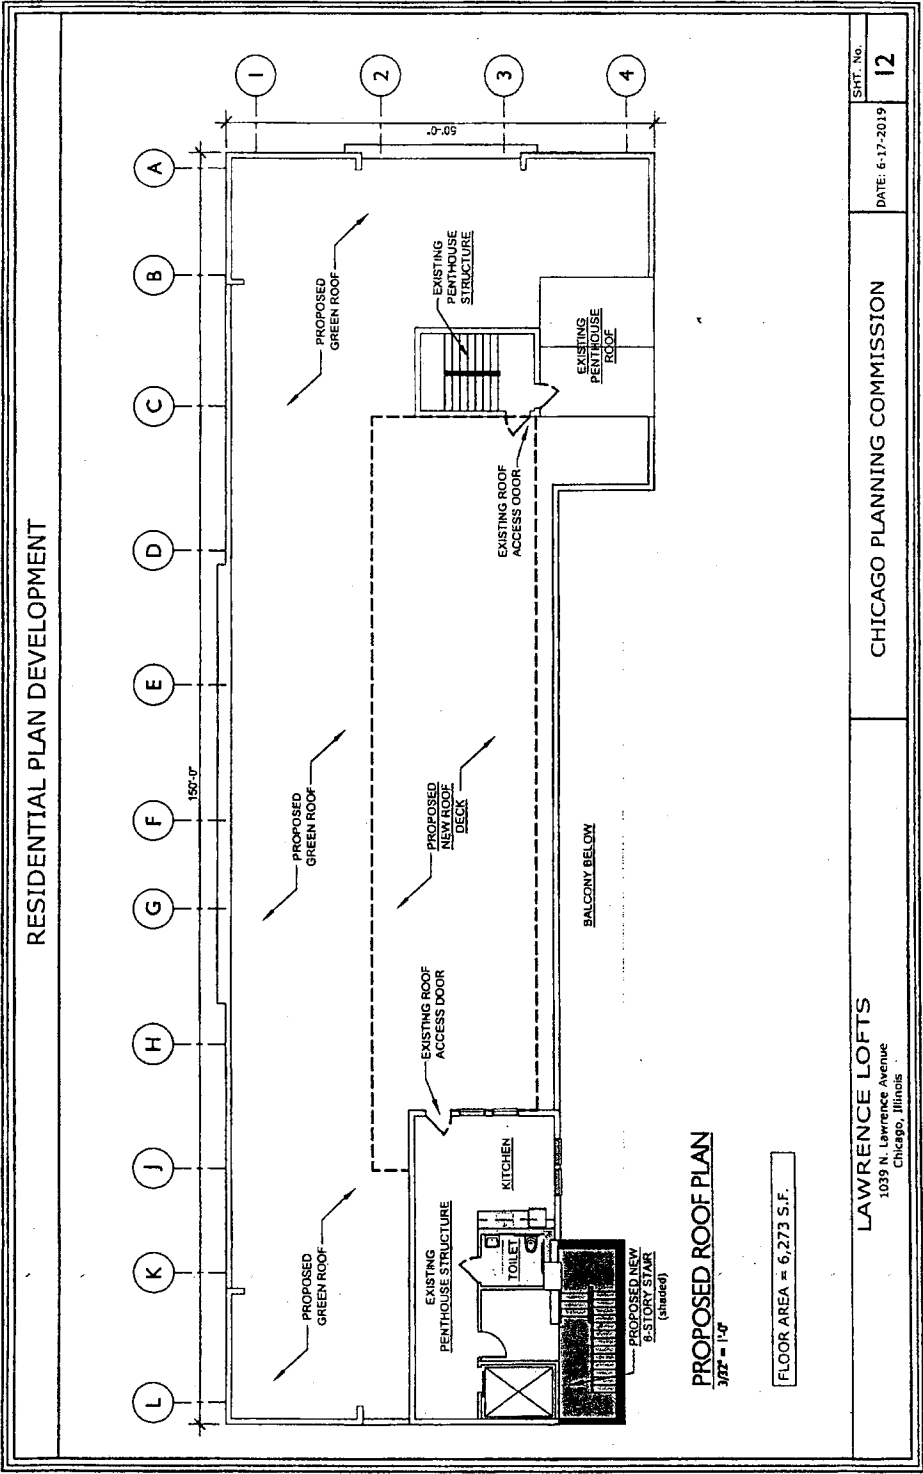 RESIDENTIAL PLAN DEVELOPMENT
L
K
J
H
G
F
E
D
C
B
A
150'-0"
1
2
3
4
50'-0"
PROPOSED
GREEN ROOF
PROPOSED
GREEN ROOF
PROPOSED
GREEN ROOF
EXISTING
PENTHOUSE STRUCTURE
EXISTING ROOF
ACCESS DOOR
PROPOSED
NEW ROOF
DECK
EXISTING
PENTHOUSE
STRUCTURE
TOILET
KITCHEN
EXISTING ROOF
ACCESS DOOR
EXISTING
PENTHOUSE
ROOF
BALCONY BELOW
PROPOSED NEW
6-STORY STAIR
(shaded)
PROPOSED ROOF PLAN
3/32" = 1'-0"
FLOOR AREA = 6,273 S.F.
LAWRENCE LOFTS
1039 N. Lawrence Avenue
Chicago, Illinois
CHICAGO PLANNING COMMISSION
DATE: 6-17-2019
SHT. No.
12